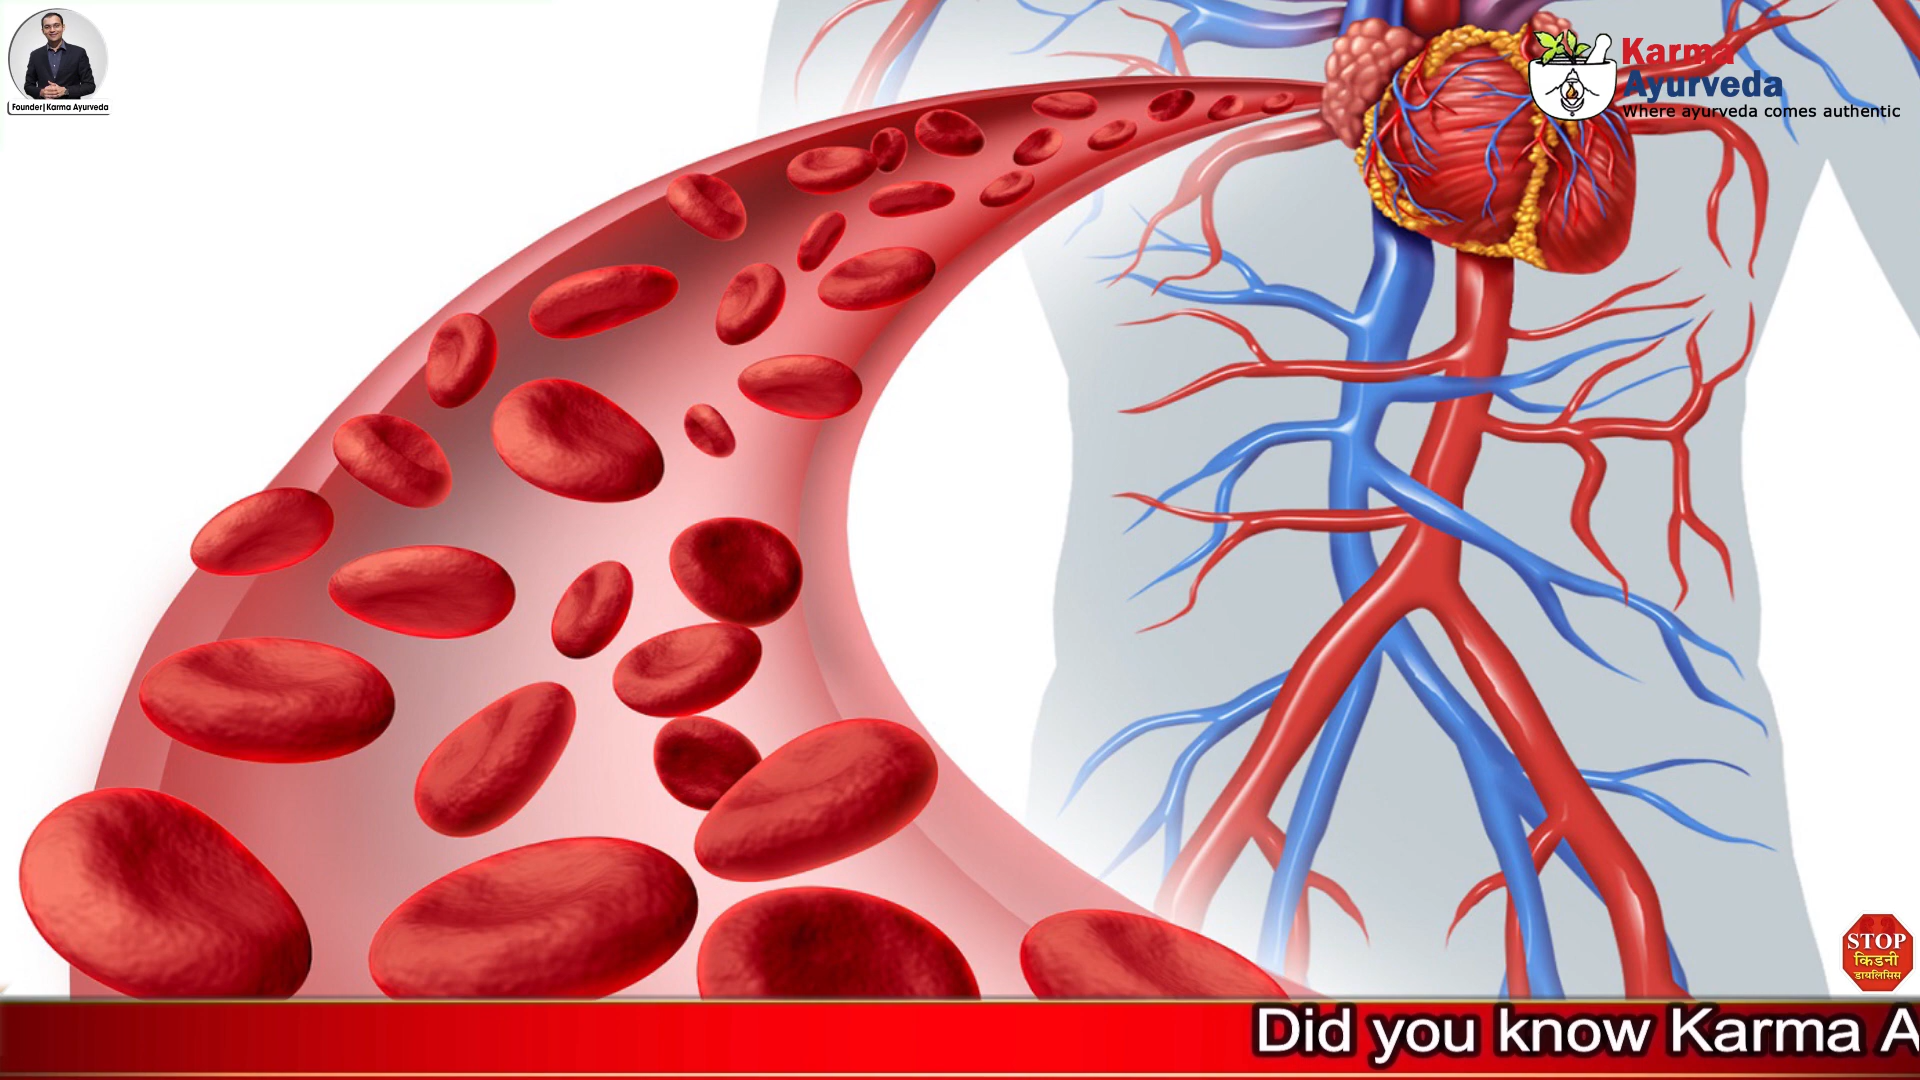 Founder|Karma Ayurveda
Karma
Ayurveda
Where ayurveda comes authentic
STOP
किडनी
डायलिसिस
Did you know Karma A